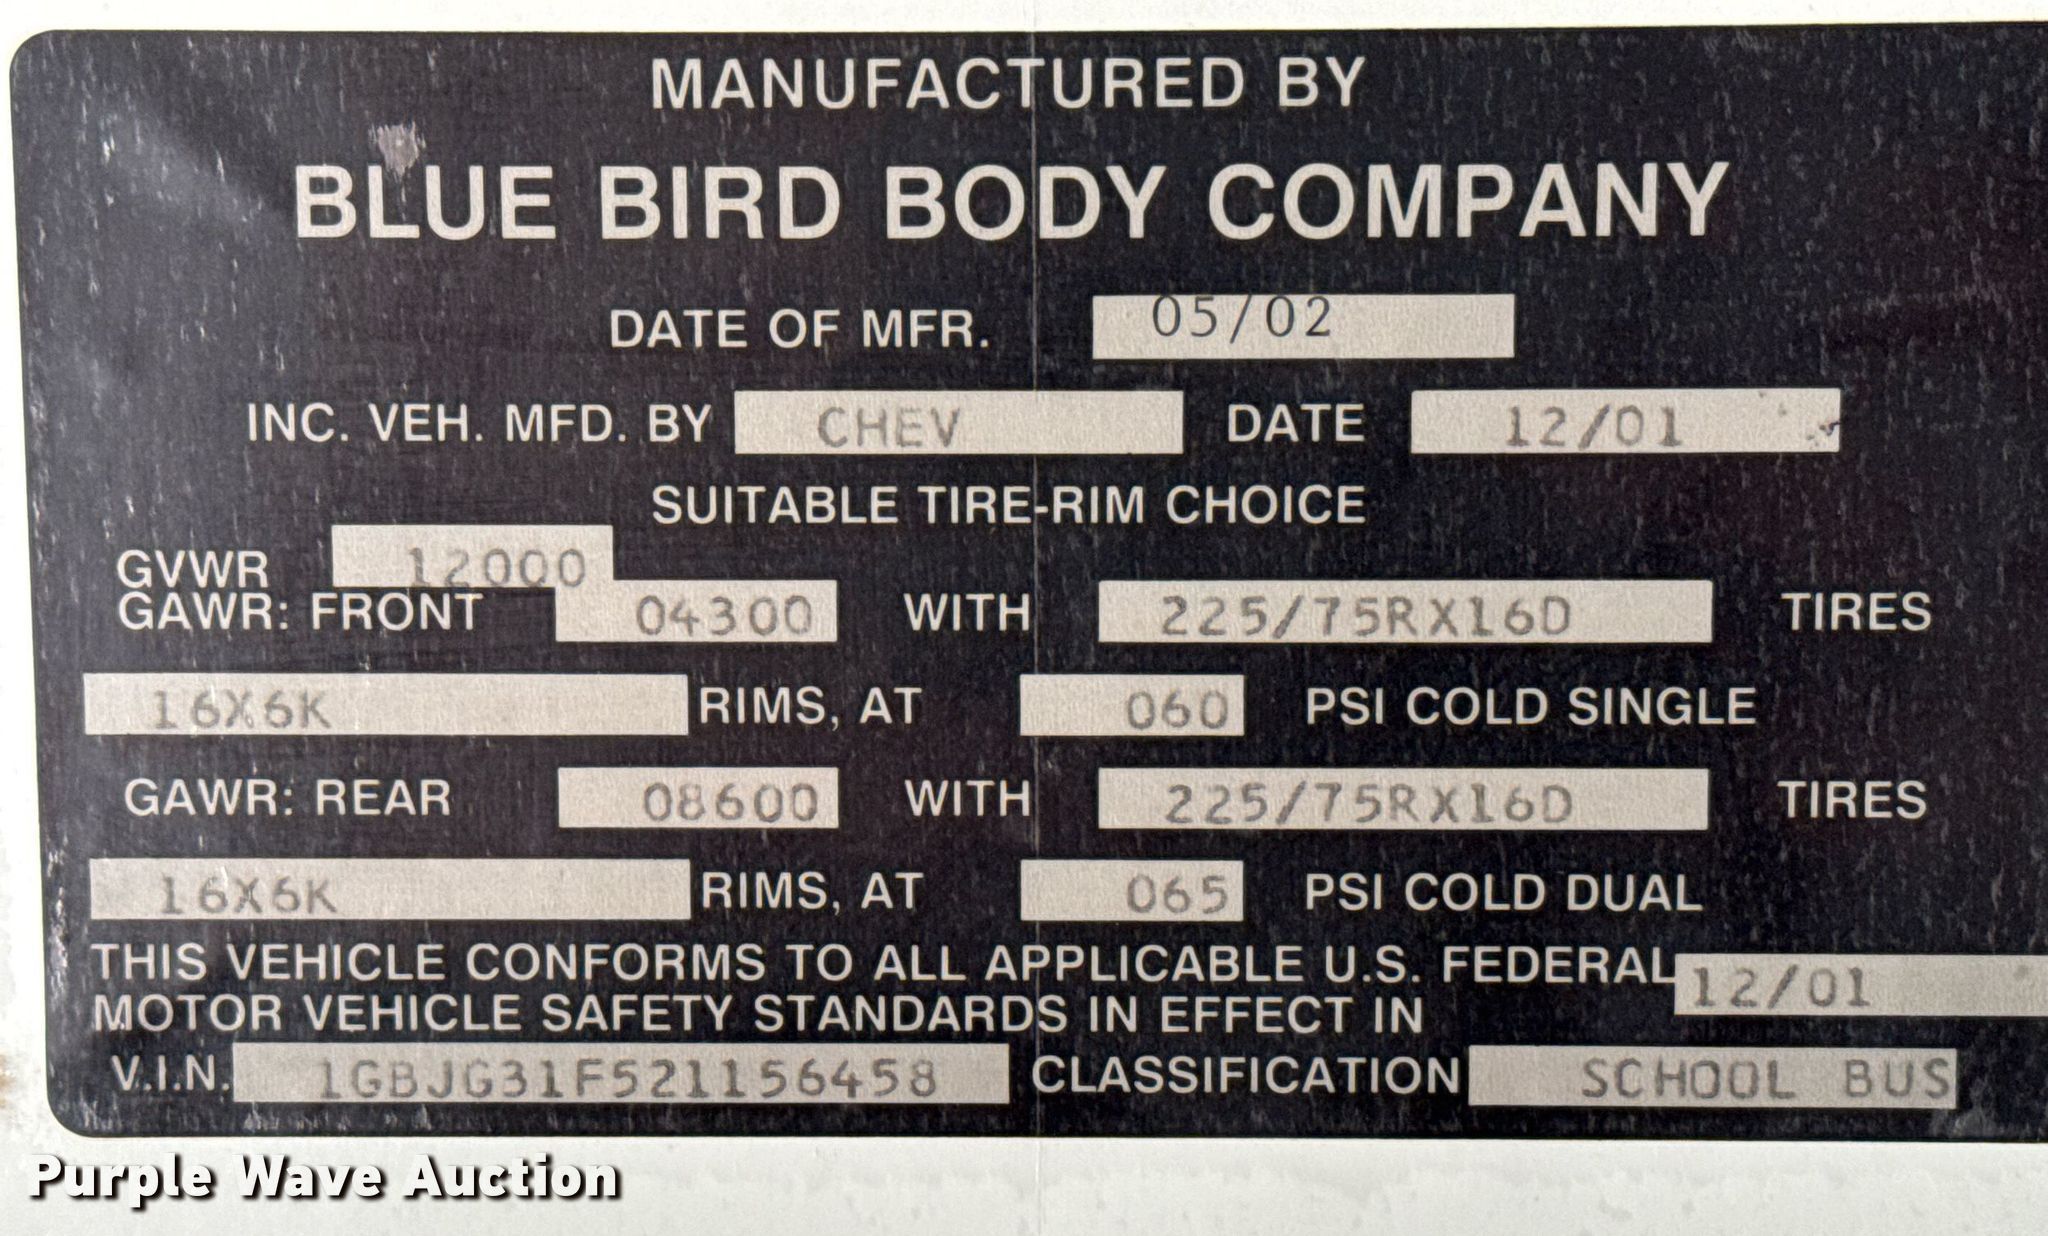 MANUFACTURED BY
BLUE BIRD BODY COMPANY
DATE OF MFR. 05/02
INC. VEH. MFD. BY CHEV DATE 12/01
SUITABLE TIRE-RIM CHOICE
GVWR 12000
GAWR: FRONT 04300 WITH 225/75RX16D TIRES
16X6K RIMS, AT 060 PSI COLD SINGLE
GAWR: REAR 08600 WITH 225/75RX16D TIRES
16X6K RIMS, AT 065 PSI COLD DUAL
THIS VEHICLE CONFORMS TO ALL APPLICABLE U.S. FEDERAL
MOTOR VEHICLE SAFETY STANDARDS IN EFFECT IN 12/01
V.I.N. 1GBJG31F521156458 CLASSIFICATION SCHOOL BUS
Purple Wave Auction